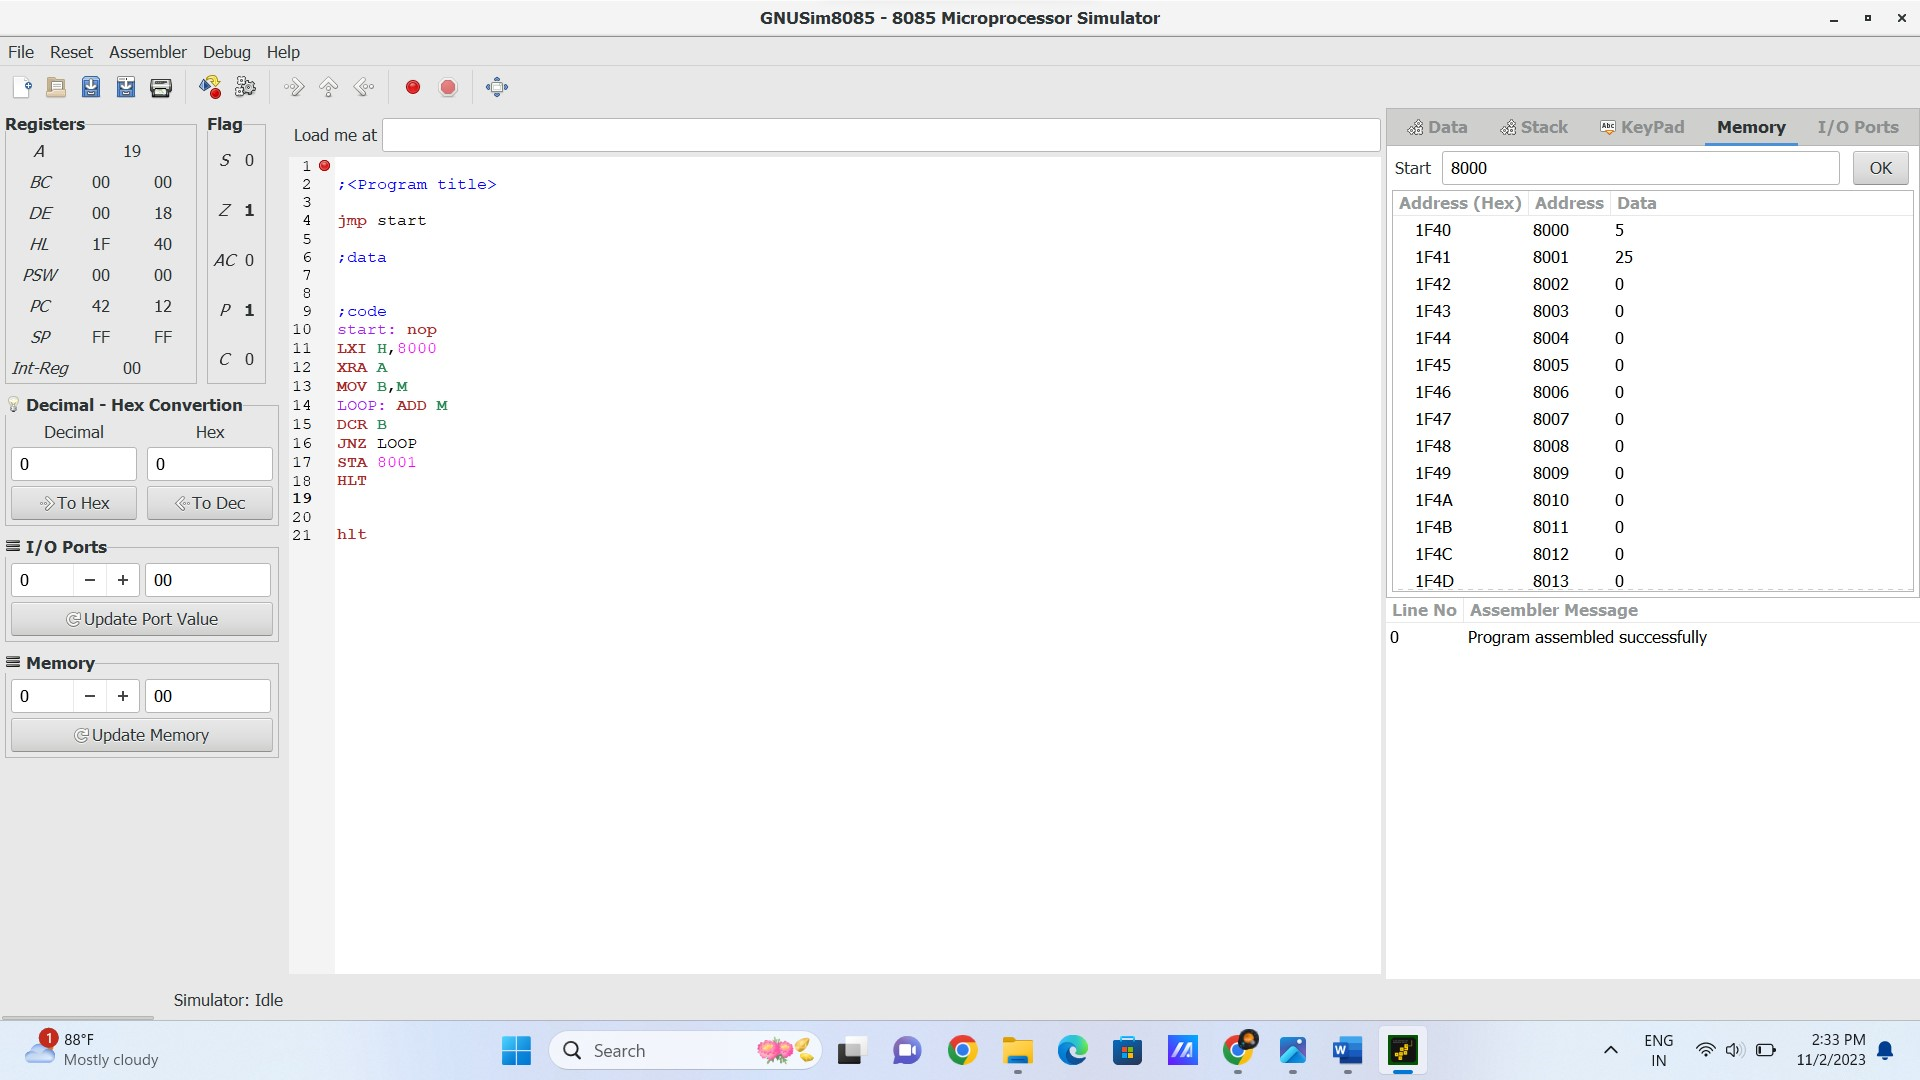 GNUSim8085 - 8085 Microprocessor Simulator
File Reset Assembler Debug Help
Registers
A 19
BC 00 00
DE 00 18
HL 1F 40
PSW 00 00
PC 42 12
SP FF FF
Int-Reg 00
Flag
S 0
Z 1
AC 0
P 1
C 0
Decimal - Hex Convertion
Decimal Hex
0 0
To Hex To Dec
I/O Ports
0 − + 00
Update Port Value
Memory
0 − + 00
Update Memory
Load me at
1
2 ;<Program title>
3
4 jmp start
5
6 ;data
7
8
9 ;code
10 start: nop
11 LXI H,8000
12 XRA A
13 MOV B,M
14 LOOP: ADD M
15 DCR B
16 JNZ LOOP
17 STA 8001
18 HLT
19
20
21 hlt
Data Stack Abc KeyPad Memory I/O Ports
Start 8000 OK
Address (Hex) Address Data
1F40 8000 5
1F41 8001 25
1F42 8002 0
1F43 8003 0
1F44 8004 0
1F45 8005 0
1F46 8006 0
1F47 8007 0
1F48 8008 0
1F49 8009 0
1F4A 8010 0
1F4B 8011 0
1F4C 8012 0
1F4D 8013 0
Line No Assembler Message
0 Program assembled successfully
Simulator: Idle
1 88°F
Mostly cloudy
Search
ENG
IN
2:33 PM
11/2/2023